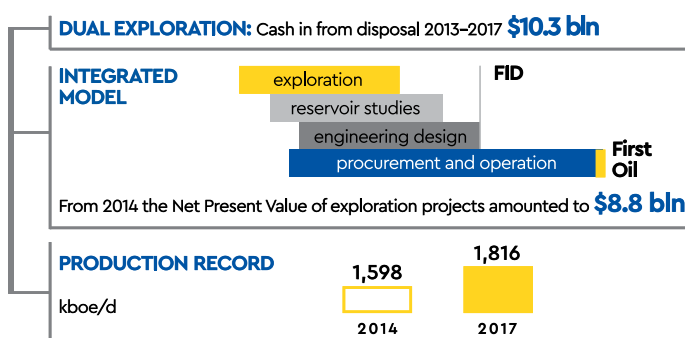 DUAL EXPLORATION: Cash in from disposal 2013–2017 $10.3 bln
INTEGRATED
MODEL
exploration
FID
reservoir studies
engineering design
procurement and operation
First
Oil
From 2014 the Net Present Value of exploration projects amounted to $8.8 bln
PRODUCTION RECORD
kboe/d
1,598
1,816
2014
2017